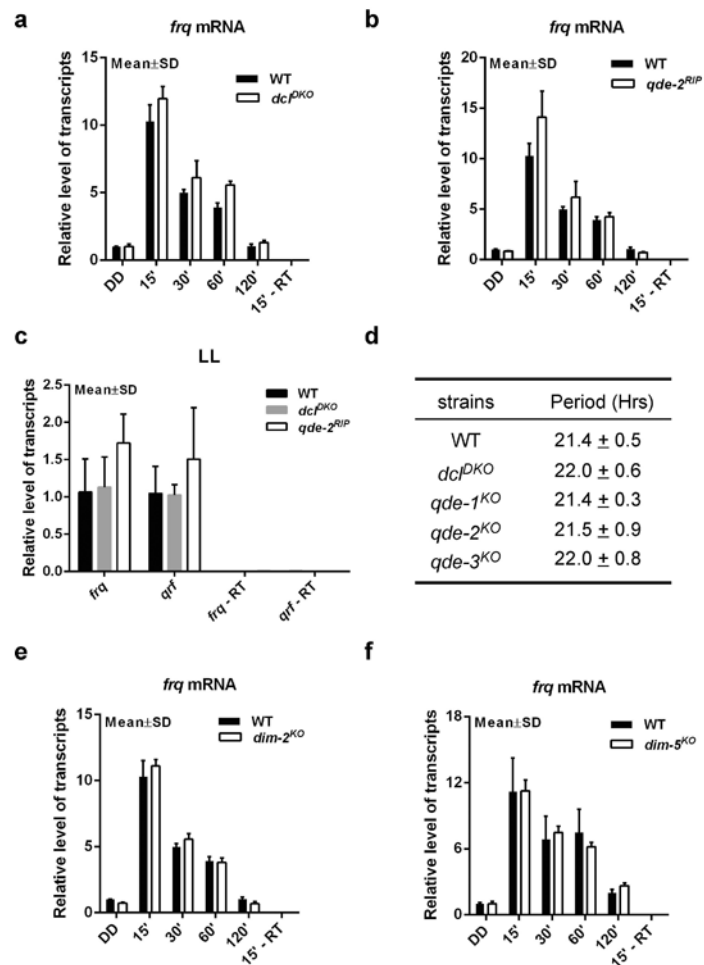 a
frq mRNA
Mean±SD
WT
dcl^DKO
Relative level of transcripts
15
10
5
0
DD
15'
30'
60'
120'
15' - RT
b
frq mRNA
Mean±SD
WT
qde-2^RIP
Relative level of transcripts
20
15
10
5
0
DD
15'
30'
60'
120'
15' - RT
c
LL
Mean±SD
WT
dcl^DKO
qde-2^RIP
Relative level of transcripts
2.5
2.0
1.5
1.0
0.5
0.0
frq
qrf
frq - RT
qrf - RT
d
strains Period (Hrs)
WT 21.4 ± 0.5
dcl^DKO 22.0 ± 0.6
qde-1^KO 21.4 ± 0.3
qde-2^KO 21.5 ± 0.9
qde-3^KO 22.0 ± 0.8
e
frq mRNA
Mean±SD
WT
dim-2^KO
Relative level of transcripts
15
10
5
0
DD
15'
30'
60'
120'
15' - RT
f
frq mRNA
Mean±SD
WT
dim-5^KO
Relative level of transcripts
18
12
6
0
DD
15'
30'
60'
120'
15' - RT